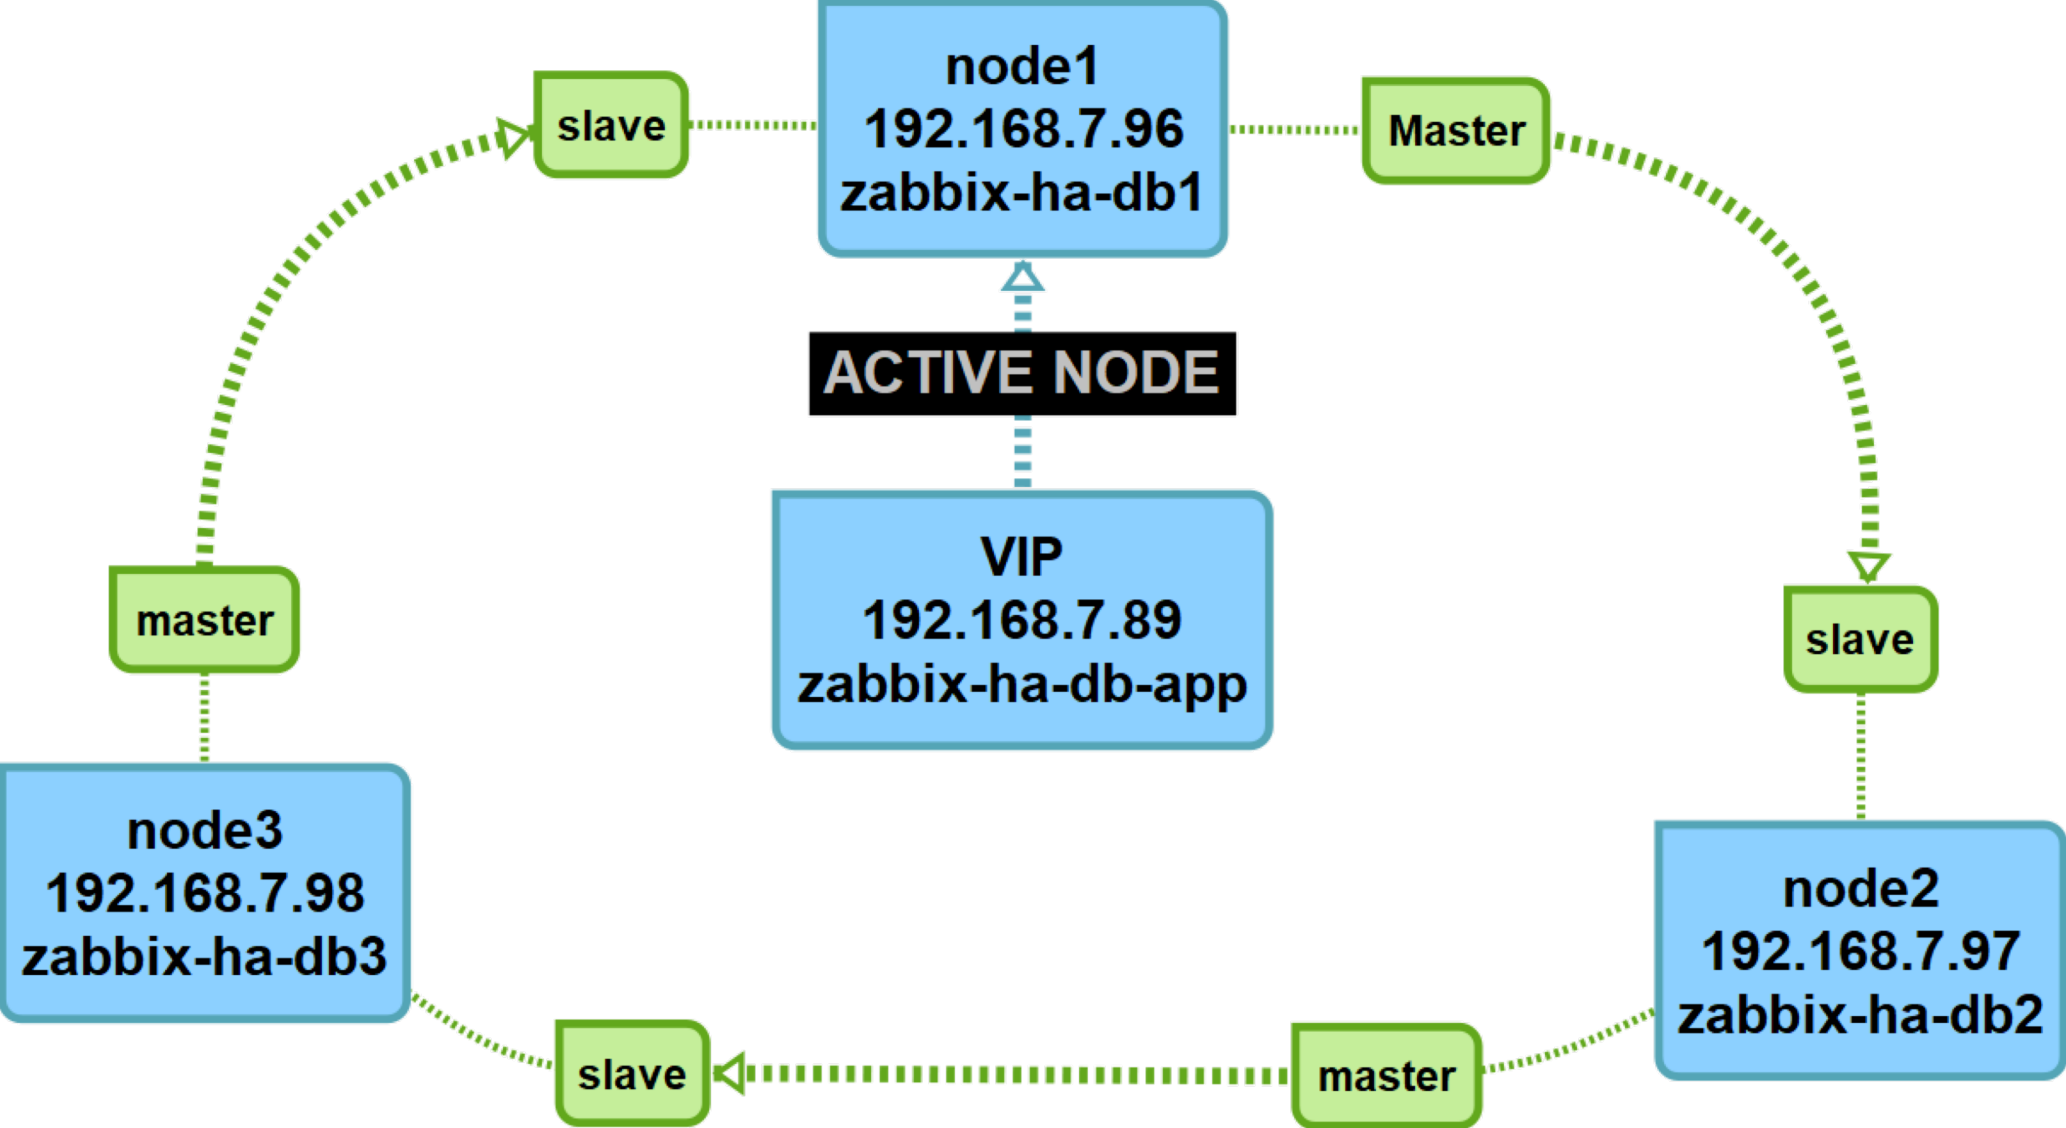 node1
192.168.7.96
zabbix-ha-db1
slave
Master
ACTIVE NODE
VIP
192.168.7.89
zabbix-ha-db-app
master
slave
node3
192.168.7.98
zabbix-ha-db3
node2
192.168.7.97
zabbix-ha-db2
slave
master